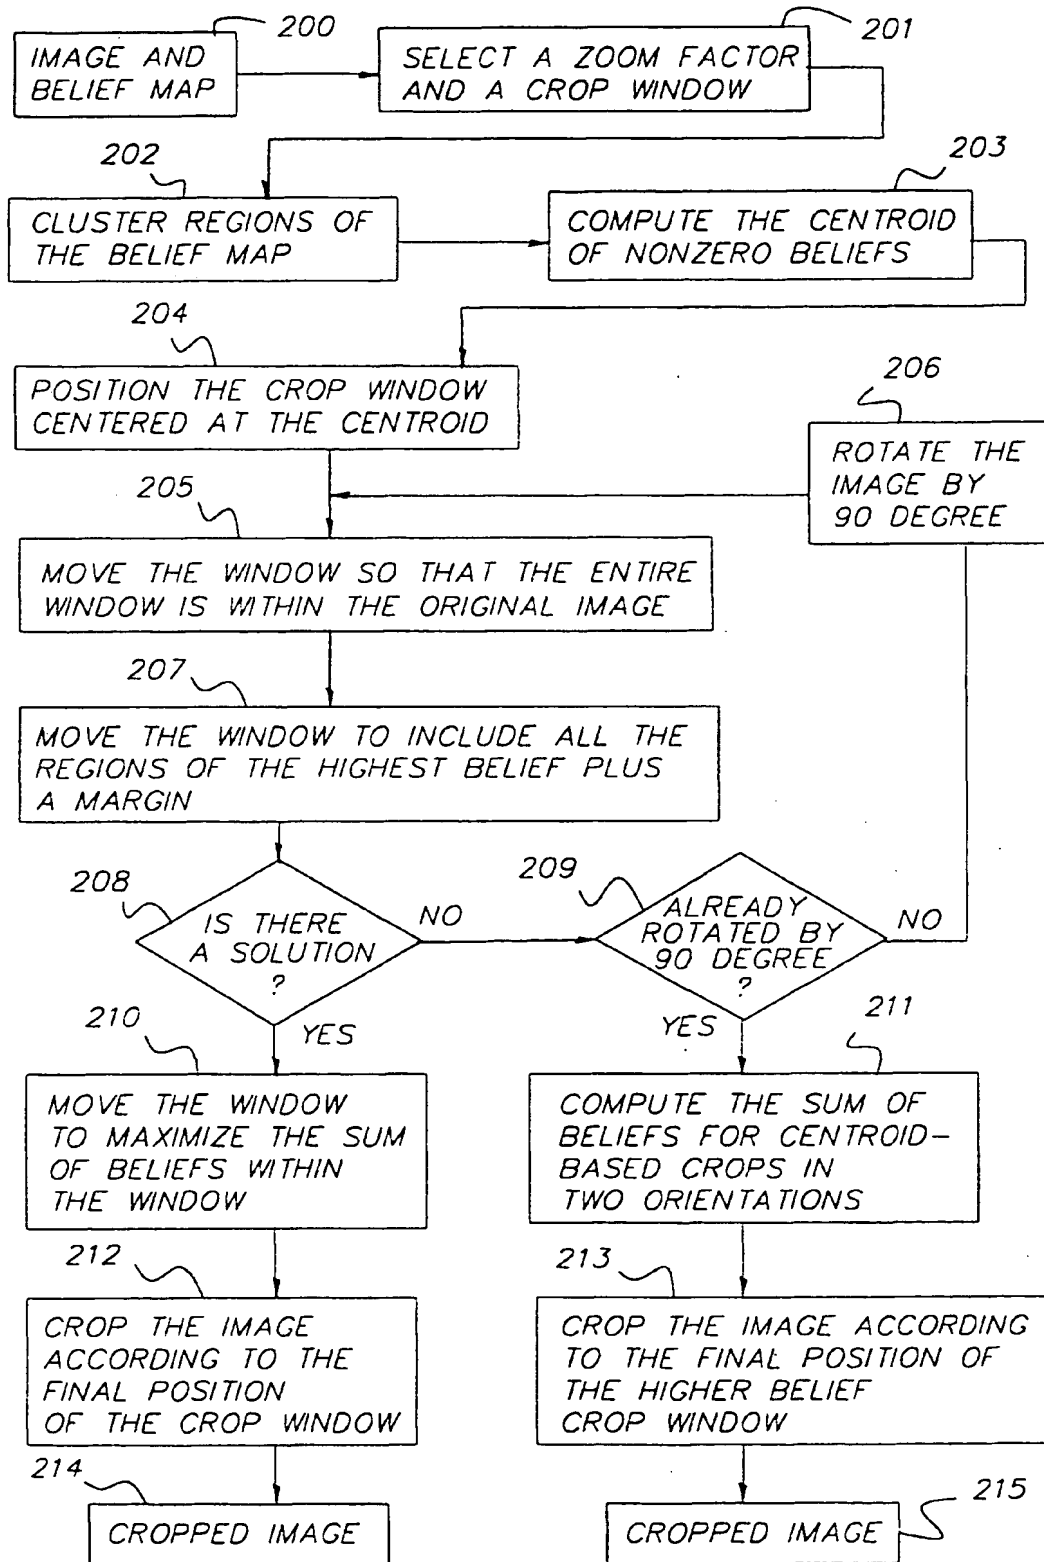 200
IMAGE AND
BELIEF MAP
201
SELECT A ZOOM FACTOR
AND A CROP WINDOW
202
CLUSTER REGIONS OF
THE BELIEF MAP
203
COMPUTE THE CENTROID
OF NONZERO BELIEFS
204
POSITION THE CROP WINDOW
CENTERED AT THE CENTROID
206
ROTATE THE
IMAGE BY
90 DEGREE
205
MOVE THE WINDOW SO THAT THE ENTIRE
WINDOW IS WITHIN THE ORIGINAL IMAGE
207
MOVE THE WINDOW TO INCLUDE ALL THE
REGIONS OF THE HIGHEST BELIEF PLUS
A MARGIN
208
IS THERE
A SOLUTION
?
NO
209
ALREADY
ROTATED BY
90 DEGREE
?
NO
YES
YES
210
MOVE THE WINDOW
TO MAXIMIZE THE SUM
OF BELIEFS WITHIN
THE WINDOW
211
COMPUTE THE SUM OF
BELIEFS FOR CENTROID-
BASED CROPS IN
TWO ORIENTATIONS
212
CROP THE IMAGE
ACCORDING TO THE
FINAL POSITION
OF THE CROP WINDOW
213
CROP THE IMAGE ACCORDING
TO THE FINAL POSITION OF
THE HIGHER BELIEF
CROP WINDOW
214
CROPPED IMAGE
215
CROPPED IMAGE